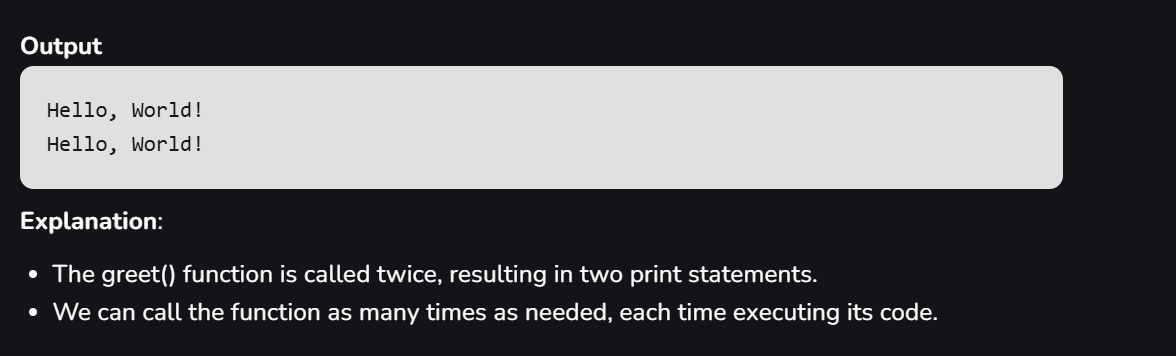 Output
Hello, World!
Hello, World!
Explanation:
• The greet() function is called twice, resulting in two print statements.
• We can call the function as many times as needed, each time executing its code.